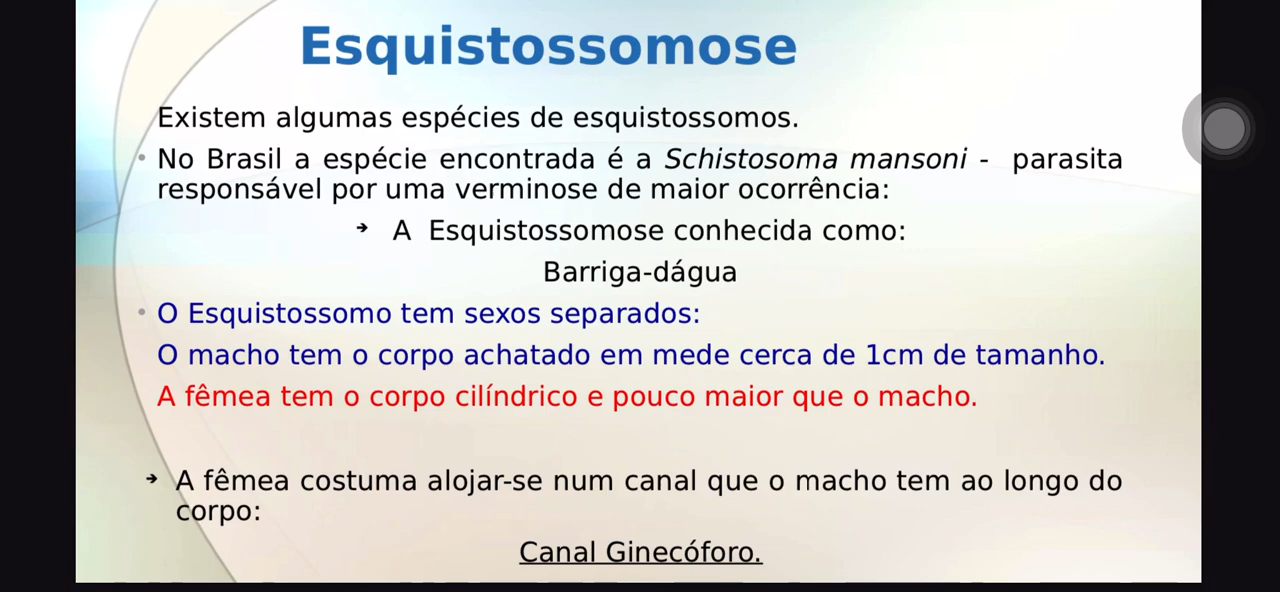 Esquistossomose
Existem algumas espécies de esquistossomos.
• No Brasil a espécie encontrada é a Schistosoma mansoni - parasita
responsável por uma verminose de maior ocorrência:
➔ A Esquistossomose conhecida como:
Barriga-dágua
• O Esquistossomo tem sexos separados:
O macho tem o corpo achatado em mede cerca de 1cm de tamanho.
A fêmea tem o corpo cilíndrico e pouco maior que o macho.
➔ A fêmea costuma alojar-se num canal que o macho tem ao longo do
corpo:
Canal Ginecóforo.